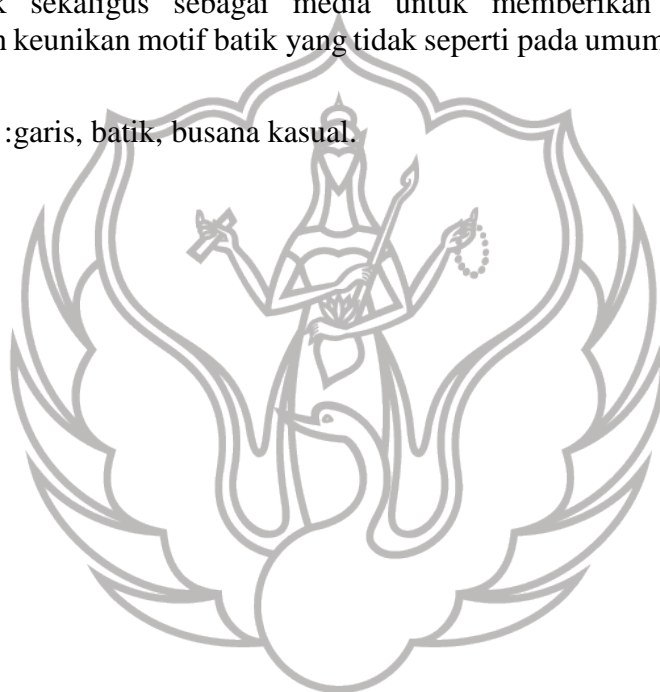 sekaligus sebagai media untuk memberikan
keunikan motif batik yang tidak seperti pada umum
:garis, batik, busana kasual.